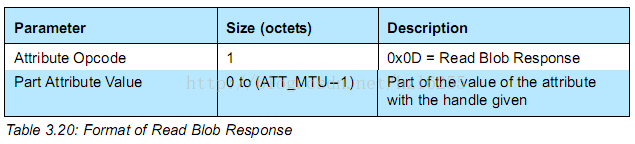 Parameter Size (octets) Description
Attribute Opcode 1 0x0D = Read Blob Response
Part Attribute Value 0 to (ATT_MTU--1) Part of the value of the attribute
with the handle given
Table 3.20: Format of Read Blob Response